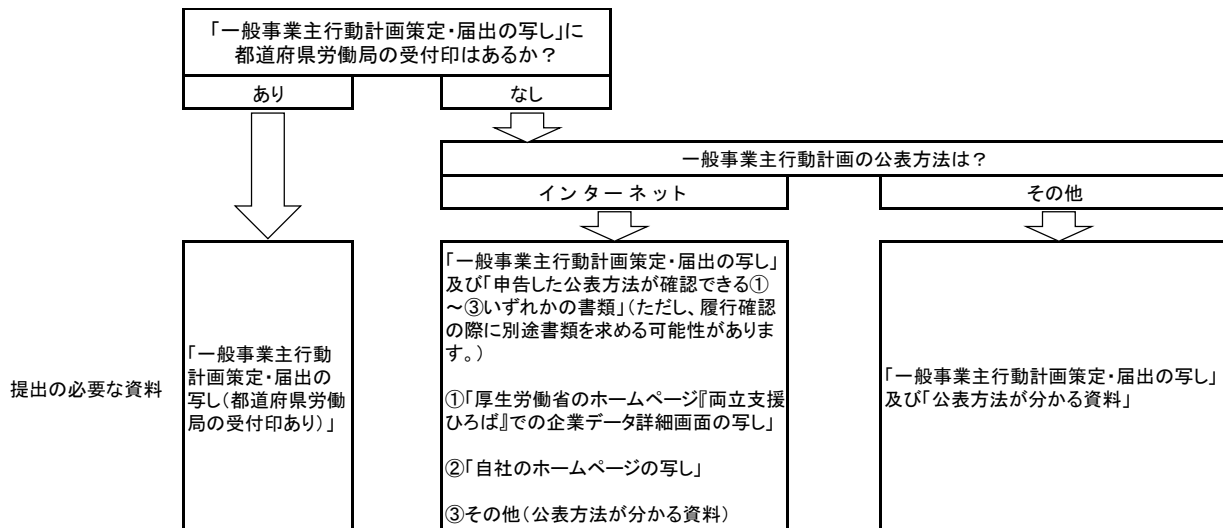 「一般事業主行動計画策定・届出の写し」に
都道府県労働局の受付印はあるか？
あり
なし
一般事業主行動計画の公表方法は？
インターネット
その他
提出の必要な資料
「一般事業主行動
計画策定・届出の
写し（都道府県労働
局の受付印あり）」
「一般事業主行動計画策定・届出の写し」
及び「申告した公表方法が確認できる①
～③いずれかの書類」（ただし、履行確認
の際に別途書類を求める可能性がありま
す。）
①「厚生労働省のホームページ『両立支援
ひろば』での企業データ詳細画面の写し」
②「自社のホームページの写し」
③その他（公表方法が分かる資料）
「一般事業主行動計画策定・届出の写し」
及び「公表方法が分かる資料」